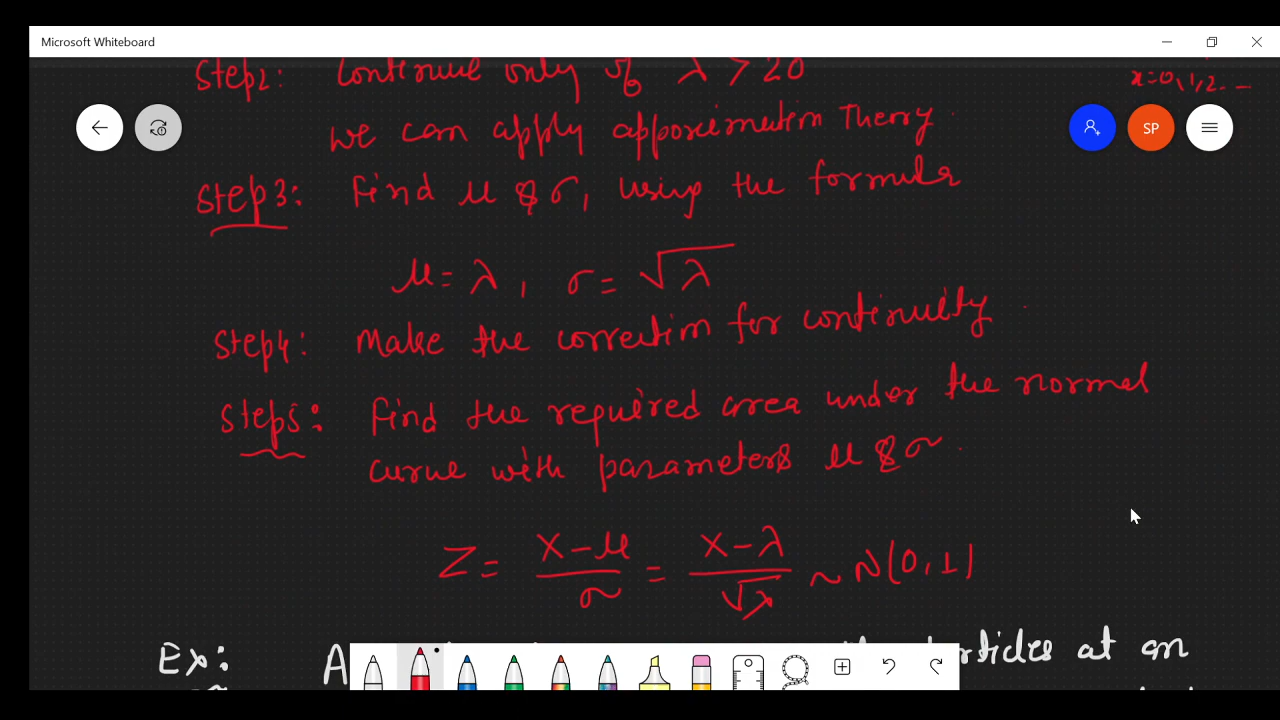 Microsoft Whiteboard
Step2: Continue only if λ > 20
x=0,1,2...
we can apply apporximation Theory.
SP
Step3: Find μ & σ, using the formula
μ = λ, σ = √λ
Step4: Make the correction for continuity.
Step5: Find the required area under the normal
curve with parameters μ & σ.
Z = X-μ/σ = X-λ/√λ ~ N(0,1)
Ex: A at an